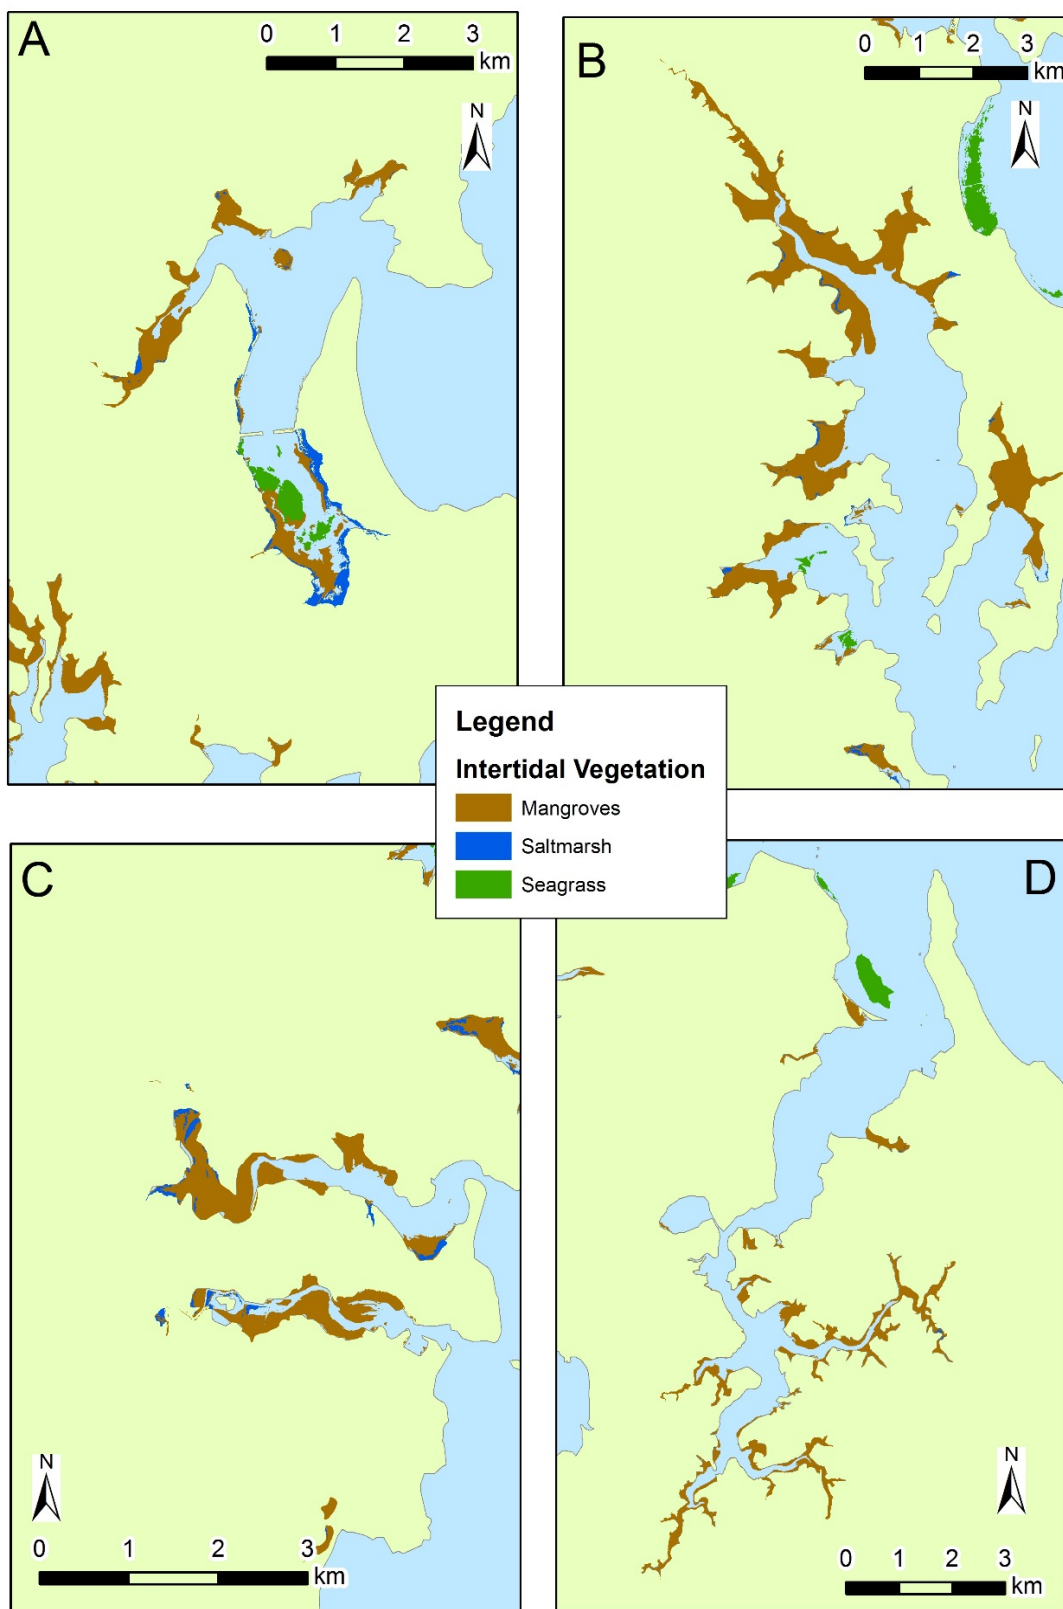 A
0 1 2 3
km
N
B
0 1 2 3
km
N
Legend
Intertidal Vegetation
Mangroves
Saltmarsh
Seagrass
C
N
0 1 2 3
km
D
N
0 1 2 3
km